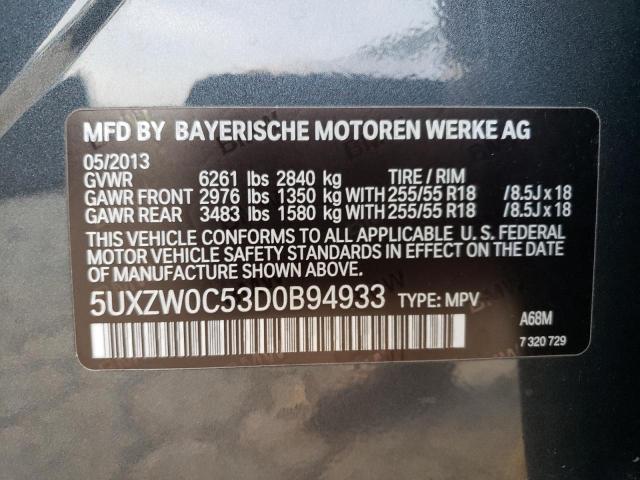 MFD BY BAYERISCHE MOTOREN WERKE AG
05/2013
GVWR 6261 lbs 2840 kg TIRE / RIM
GAWR FRONT 2976 lbs 1350 kg WITH 255/55 R18 /8.5J x 18
GAWR REAR 3483 lbs 1580 kg WITH 255/55 R18 /8.5J x 18
THIS VEHICLE CONFORMS TO ALL APPLICABLE U.S. FEDERAL
MOTOR VEHICLE SAFETY STANDARDS IN EFFECT ON THE DATE
OF MANUFACTURE SHOWN ABOVE.
5UXZW0C53D0B94933 TYPE: MPV
A68M
7 320 729